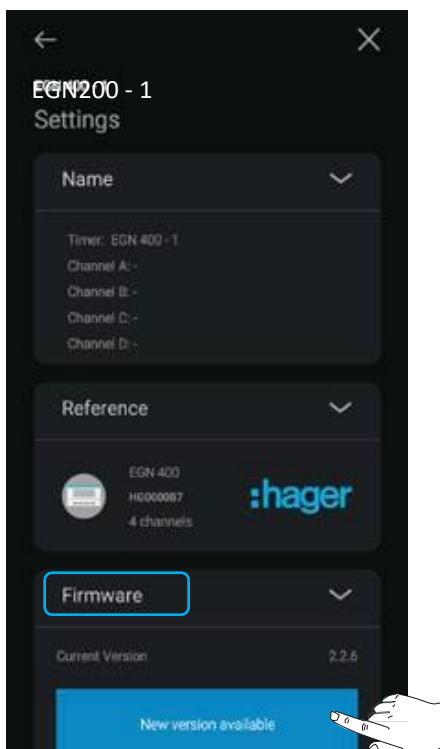 EGN200 - 1
Settings
Name
Timer: EGN 400 - 1
Channel A: -
Channel B: -
Channel C: -
Channel D: -
Reference
EGN 400
HG000007
4 channels
:hager
Firmware
Current Version 2.2.6
New version available